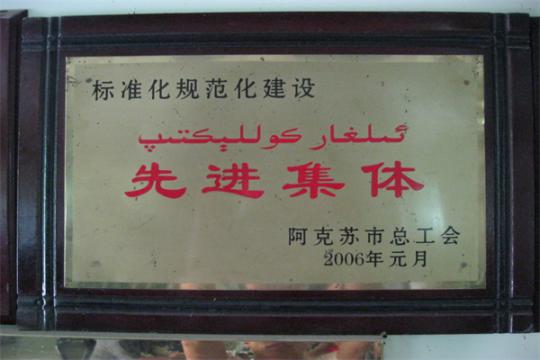 标准化规范化建设
ئىلغار كوللېكتىپ
先进集体
阿克苏市总工会
2006年元月